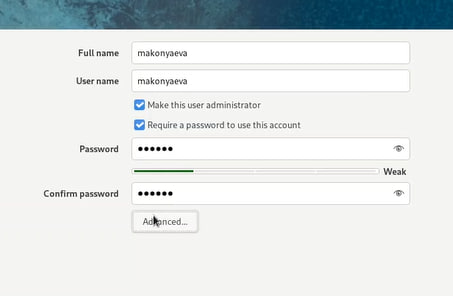 Full name makonyaeva
User name makonyaeva
Make this user administrator
Require a password to use this account
Password ••••••
Weak
Confirm password ••••••
Advanced...